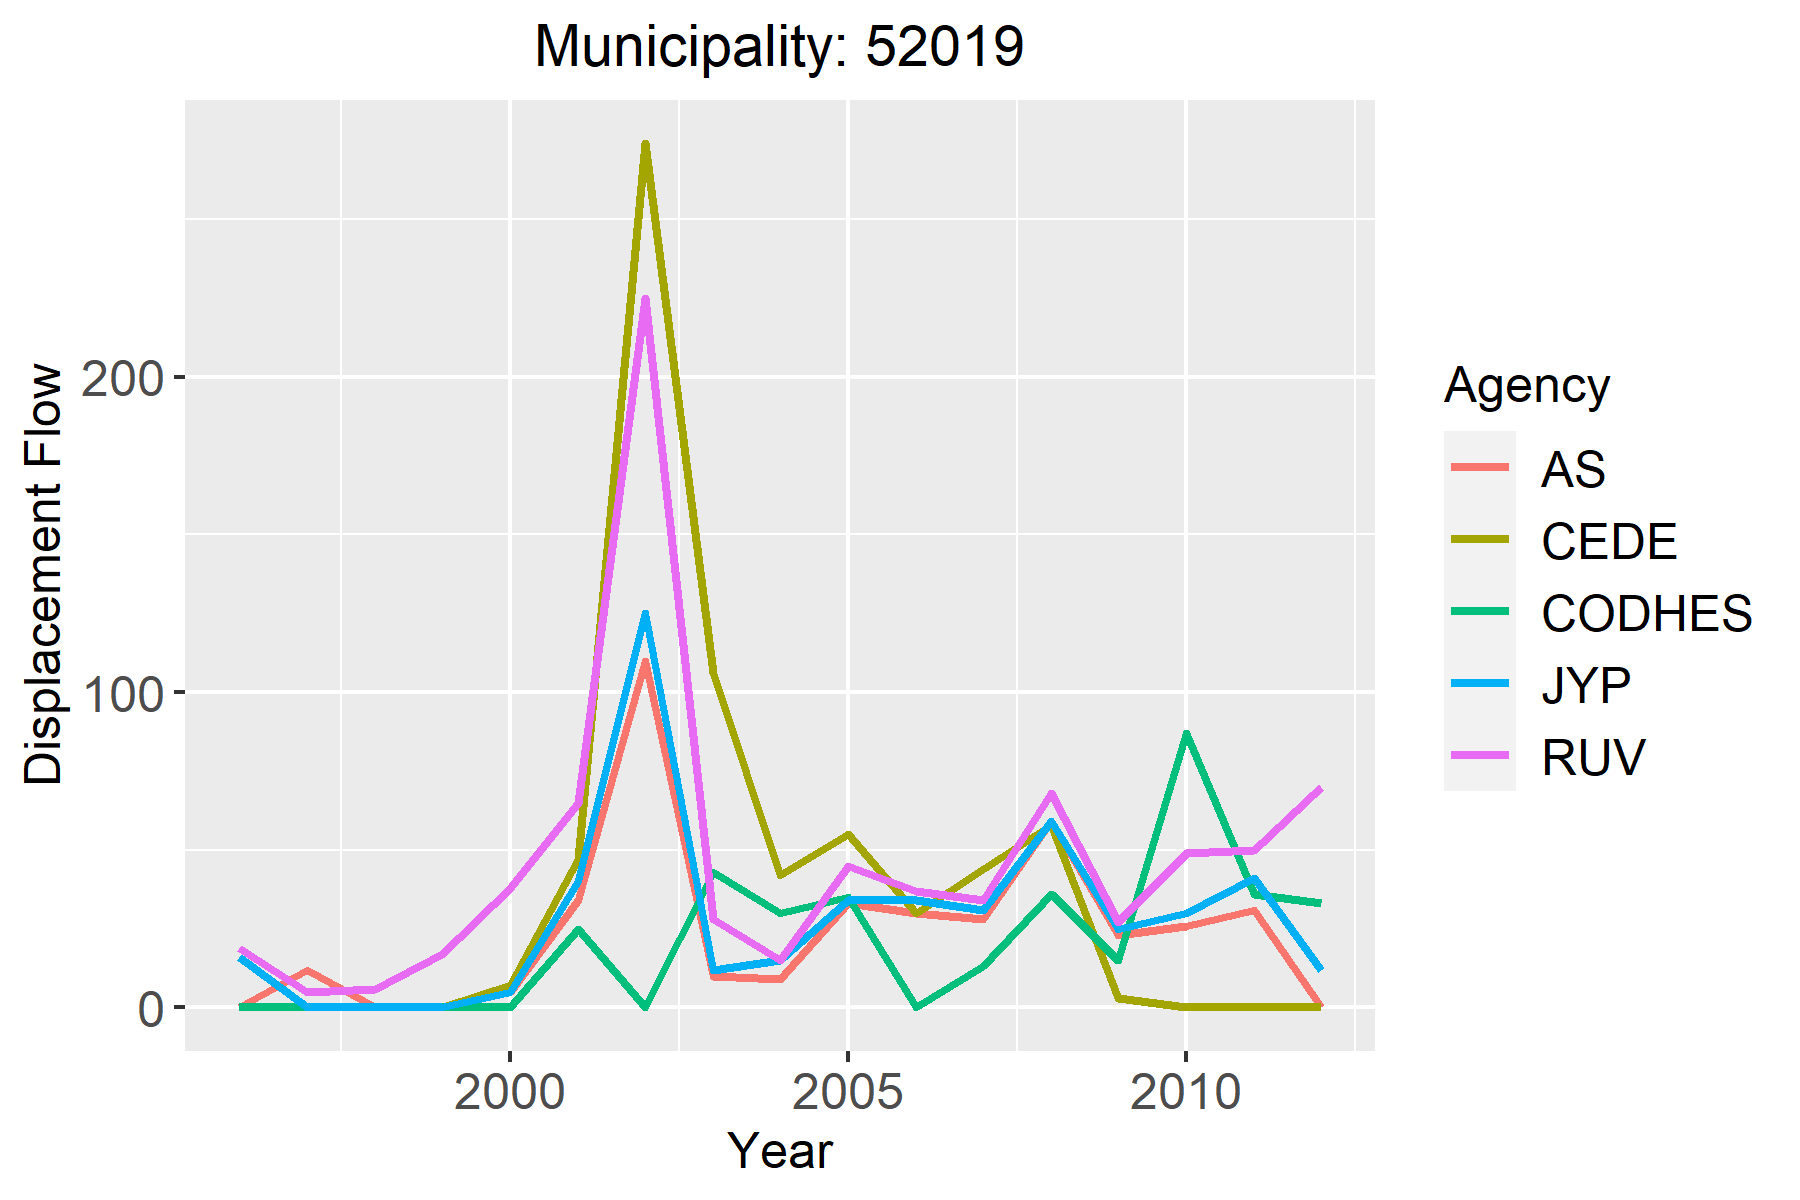 Municipality: 52019
Displacement Flow
200
100
0
2000 2005 2010
Year
Agency
AS
CEDE
CODHES
JYP
RUV